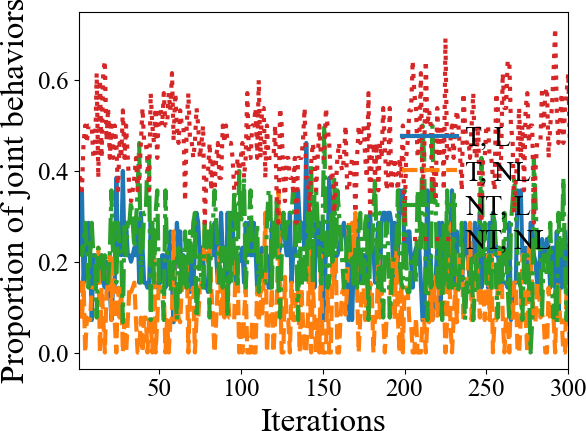 Proportion of joint behaviors
0.6
0.4
0.2
0.0
T, L
T, NL
NT, L
NT, NL
50 100 150 200 250 300
Iterations